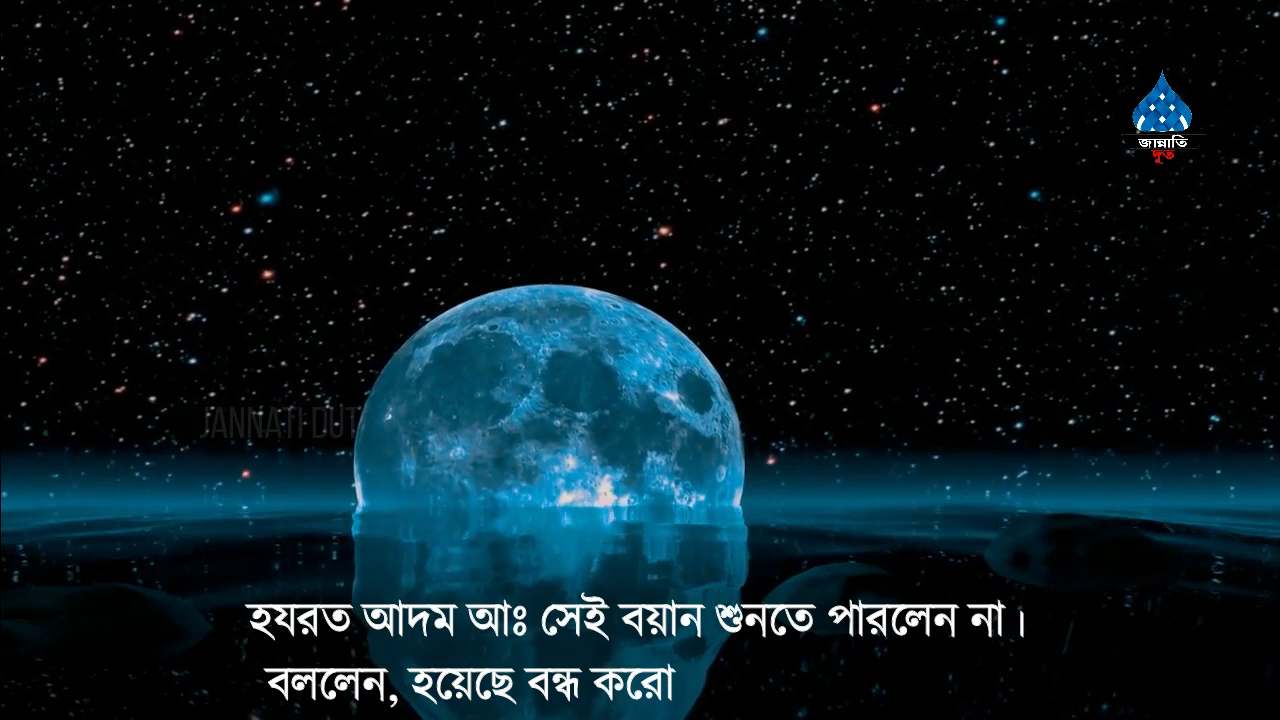 জান্নাতি
দূত
JANNATI DUT
হযরত আদম আঃ সেই বয়ান শুনতে পারলেন না।
বললেন, হয়েছে বন্ধ করো